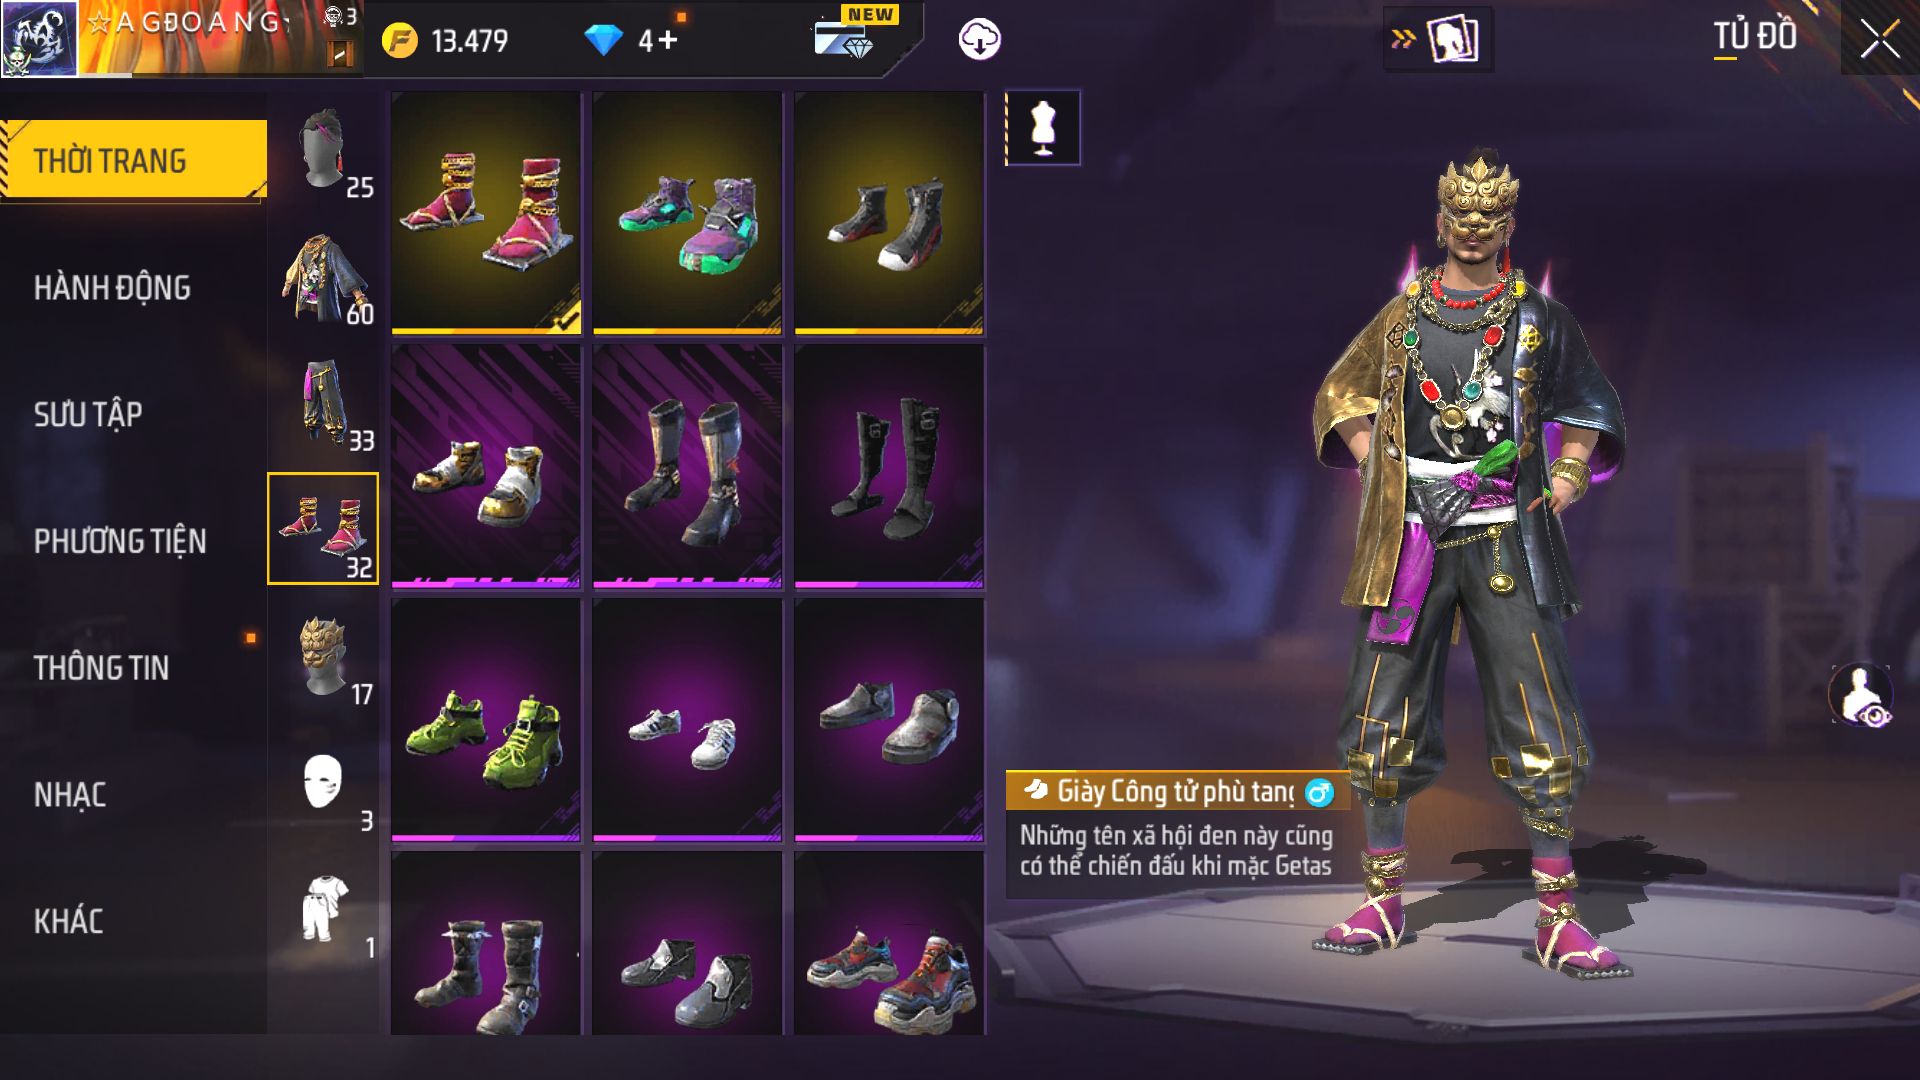 ☆AGĐOANG
3
13.479
4+
NEW
TỦ ĐỒ
THỜI TRANG
HÀNH ĐỘNG
SƯU TẬP
PHƯƠNG TIỆN
THÔNG TIN
NHẠC
KHÁC
25
60
33
32
17
3
1
Giày Công tử phù tang
Những tên xã hội đen này cũng
có thể chiến đấu khi mặc Getas